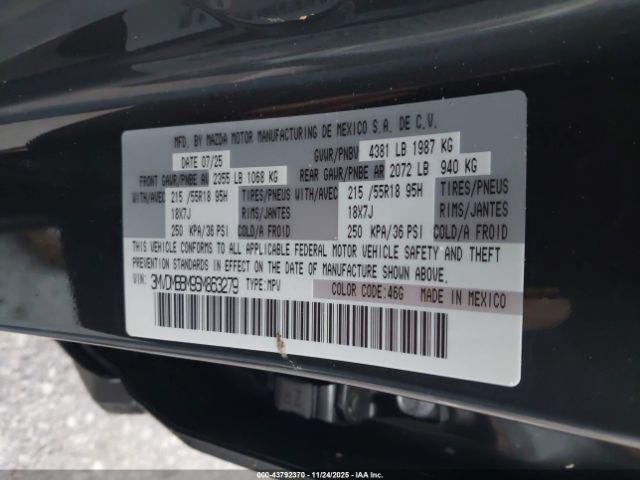 MFD. BY MAZDA MOTOR MANUFACTURING DE MEXICO S.A. DE C.V.
DATE 07/25 GVWR/PNBV 4381 LB 1987 KG
FRONT GAWR/PNBE AV 2355 LB 1068 KG REAR GAWR/PNBE AR 2072 LB 940 KG
WITH/AVEC 215 /55R18 95H TIRES/PNEUS WITH/AVEC 215 /55R18 95H TIRES/PNEUS
18X7J RIMS/JANTES 18X7J RIMS/JANTES
250 KPA/36 PSI COLD/A FROID 250 KPA/36 PSI COLD/A FROID
THIS VEHICLE CONFORMS TO ALL APPLICABLE FEDERAL MOTOR VEHICLE SAFETY AND THEFT
PREVENTION STANDARDS IN EFFECT ON THE DATE OF MANUFACTURE SHOWN ABOVE.
VIN: TYPE: MPV COLOR CODE: 46G MADE IN MEXICO
000-43792370 - 11/24/2025 - IAAI.com